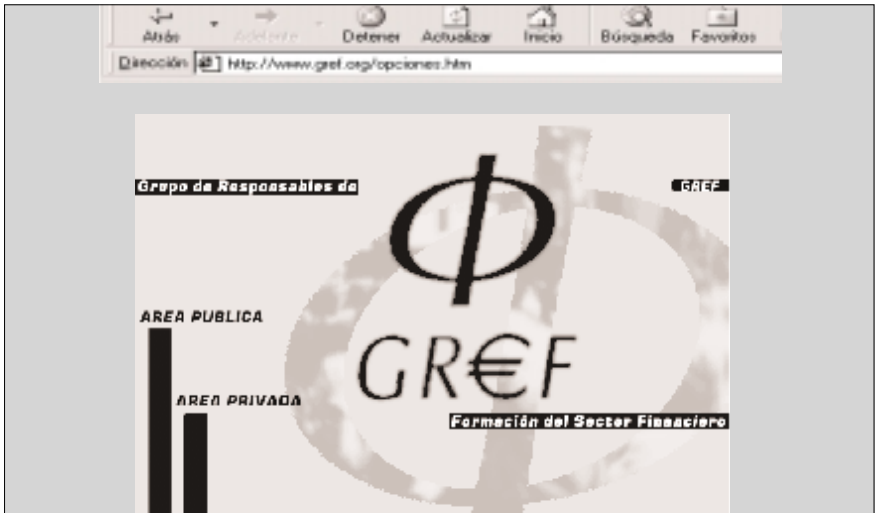 Atrás Adelante Detener Actualizar Inicio Búsqueda Favoritos
Dirección http://www.gref.org/opciones.htm
Grupo de Responsables de GREF
AREA PUBLICA
GR€F
AREA PRIVADA
Formación del Sector Financiero